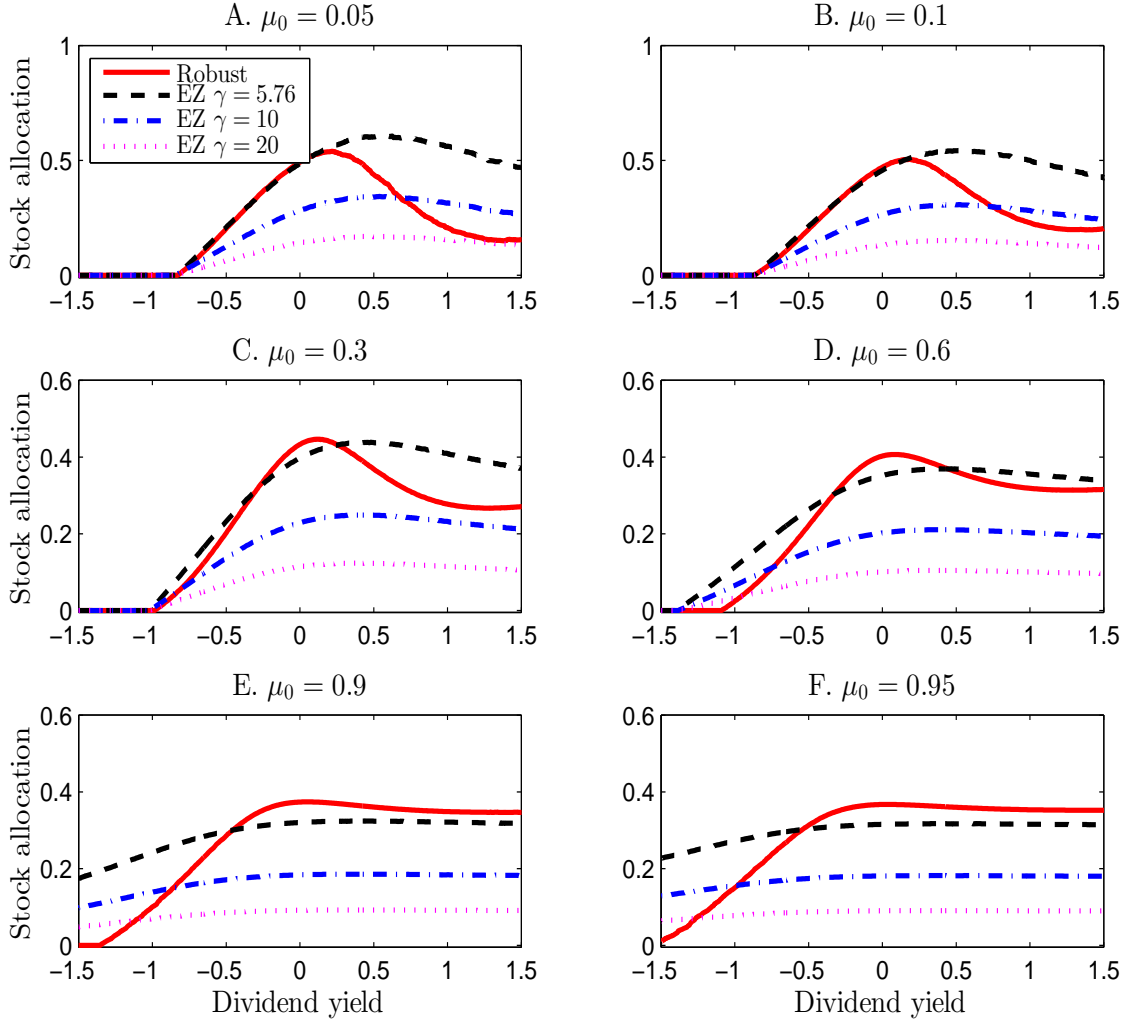 A. μ₀ = 0.05
B. μ₀ = 0.1
Stock allocation
1
0.5
0
Robust
EZ γ = 5.76
EZ γ = 10
EZ γ = 20
−1.5 −1 −0.5 0 0.5 1 1.5
1
0.5
0
−1.5 −1 −0.5 0 0.5 1 1.5
C. μ₀ = 0.3
D. μ₀ = 0.6
Stock allocation
0.6
0.4
0.2
0
−1.5 −1 −0.5 0 0.5 1 1.5
0.6
0.4
0.2
0
−1.5 −1 −0.5 0 0.5 1 1.5
E. μ₀ = 0.9
F. μ₀ = 0.95
Stock allocation
0.6
0.4
0.2
0
−1.5 −1 −0.5 0 0.5 1 1.5
Dividend yield
0.6
0.4
0.2
0
−1.5 −1 −0.5 0 0.5 1 1.5
Dividend yield